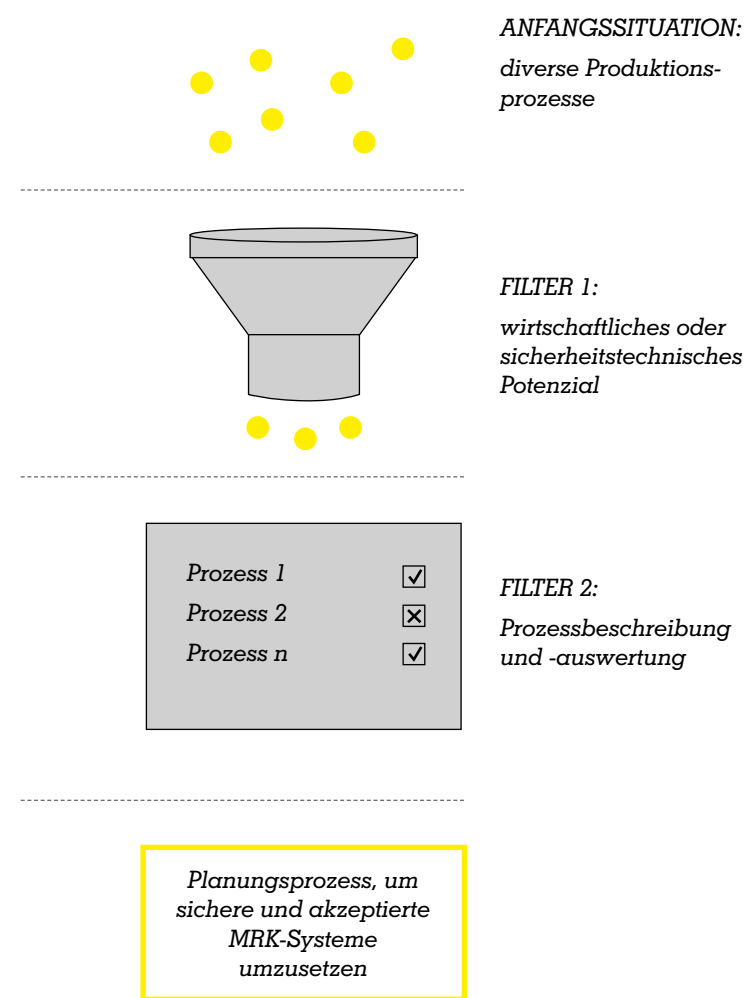 ANFANGSSITUATION:
diverse Produktions-
prozesse
FILTER 1:
wirtschaftliches oder
sicherheitstechnisches
Potenzial
Prozess 1
Prozess 2
Prozess n
FILTER 2:
Prozessbeschreibung
und -auswertung
Planungsprozess, um
sichere und akzeptierte
MRK-Systeme
umzusetzen